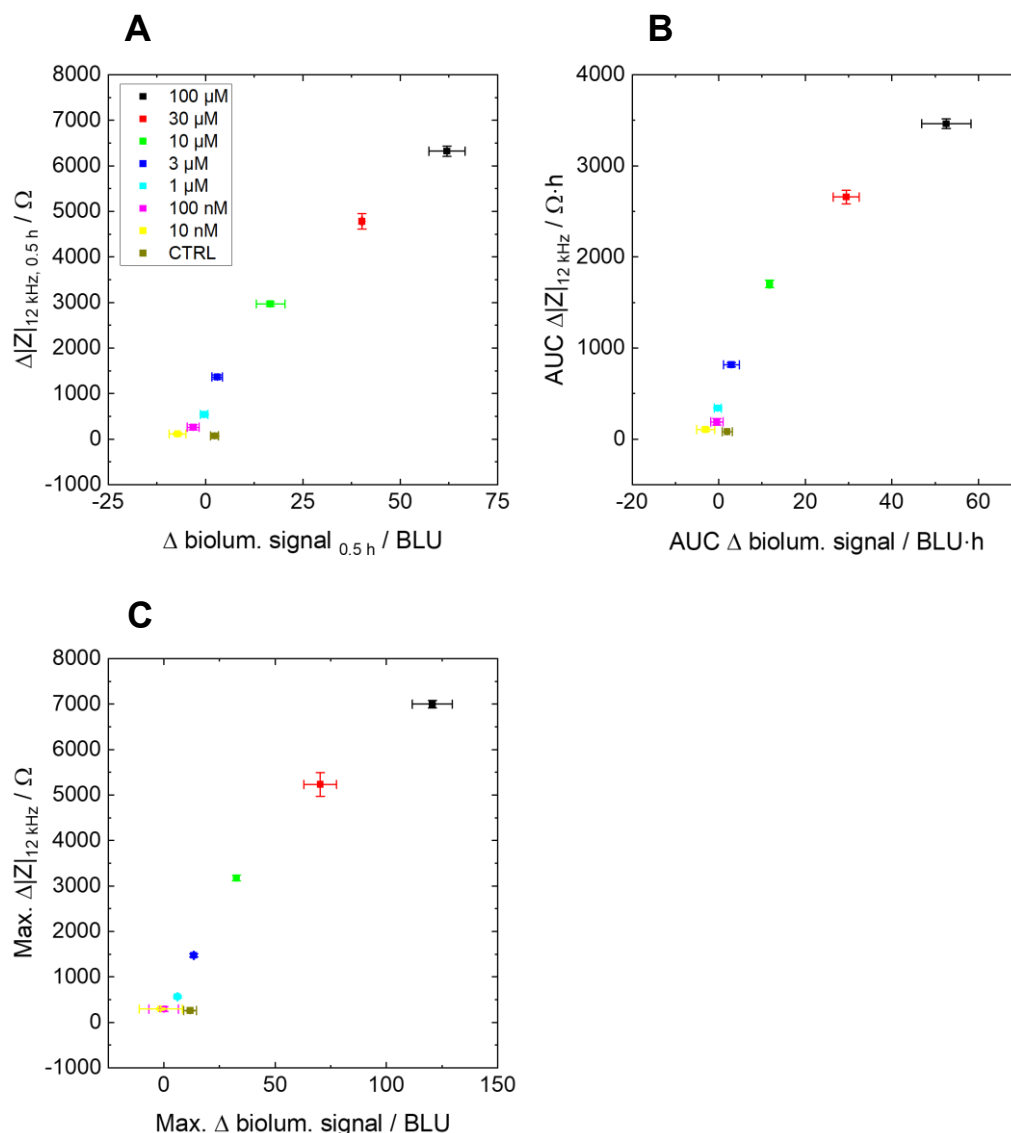 A
8000
7000
6000
5000
4000
3000
2000
1000
0
-1000
Δ|Z|12 kHz, 0.5 h / Ω
100 µM
30 µM
10 µM
3 µM
1 µM
100 nM
10 nM
CTRL
-25 0 25 50 75
Δ biolum. signal 0.5 h / BLU
B
4000
3000
2000
1000
0
AUC Δ|Z|12 kHz / Ω·h
-20 0 20 40 60
AUC Δ biolum. signal / BLU·h
C
8000
7000
6000
5000
4000
3000
2000
1000
0
-1000
Max. Δ|Z|12 kHz / Ω
0 50 100 150
Max. Δ biolum. signal / BLU